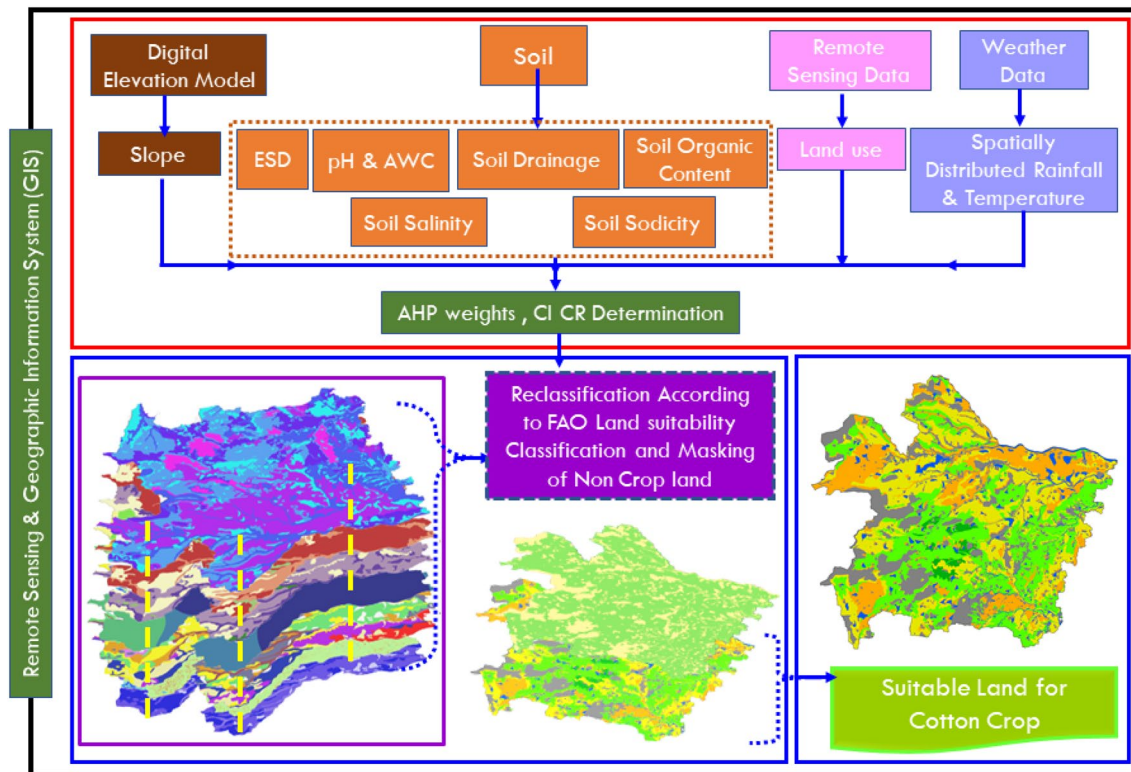 Remote Sensing & Geographic Information System (GIS)
Digital
Elevation Model
Soil
Remote
Sensing Data
Weather
Data
Slope
ESD
pH & AWC
Soil Drainage
Soil Organic
Content
Soil Salinity
Soil Sodicity
Land use
Spatially
Distributed Rainfall
& Temperature
AHP weights , CI CR Determination
Reclassification According
to FAO Land suitability
Classification and Masking
of Non Crop land
Suitable Land for
Cotton Crop